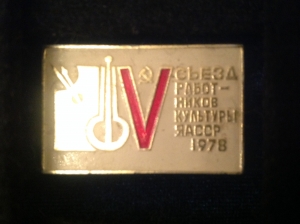 V
СЪЕЗД
РАБОТ-
НИКОВ
КУЛЬТУРЫ
ЯАССР
1978